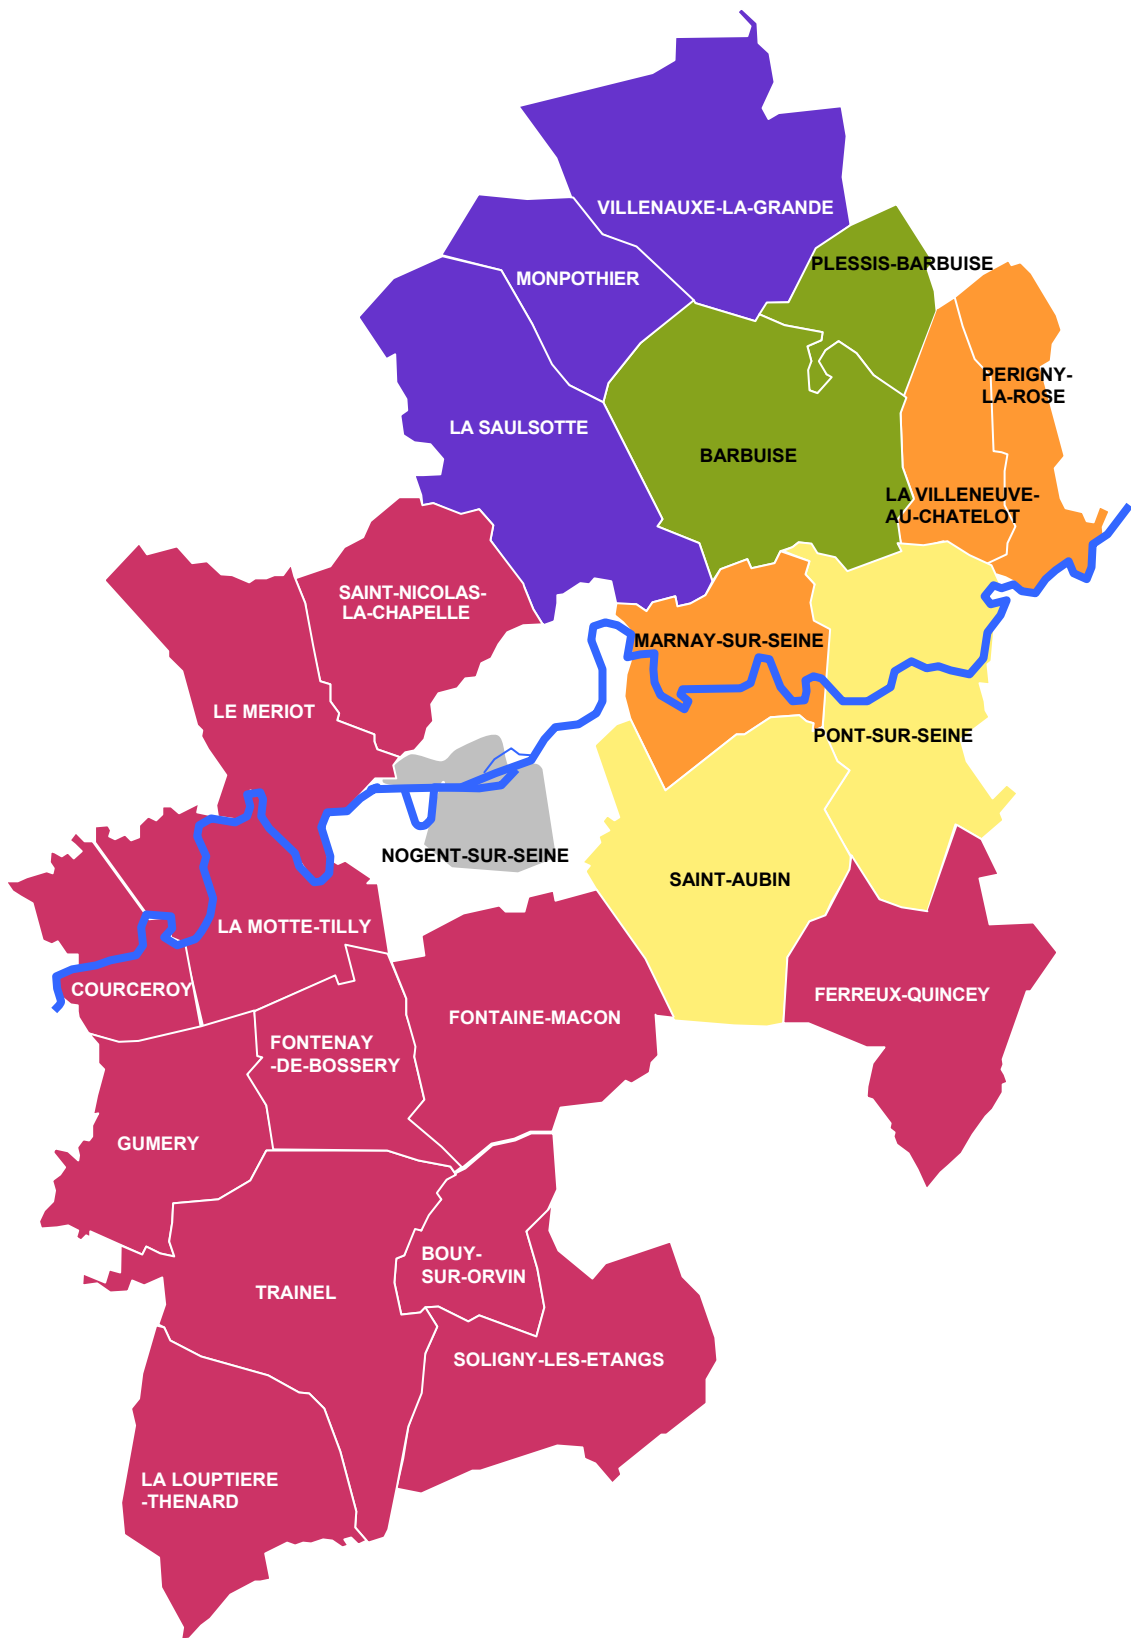 VILLENAUXE-LA-GRANDE
PLESSIS-BARBUISE
MONPOTHIER
PERIGNY-
LA-ROSE
LA SAULSOTTE
BARBUISE
LA VILLENEUVE-
AU-CHATELOT
SAINT-NICOLAS-
LA-CHAPELLE
MARNAY-SUR-SEINE
LE MERIOT
PONT-SUR-SEINE
NOGENT-SUR-SEINE
SAINT-AUBIN
LA MOTTE-TILLY
COURCEROY
FERREUX-QUINCEY
FONTAINE-MACON
FONTENAY
-DE-BOSSERY
GUMERY
BOUY-
SUR-ORVIN
TRAINEL
SOLIGNY-LES-ETANGS
LA LOUPTIERE
-THENARD